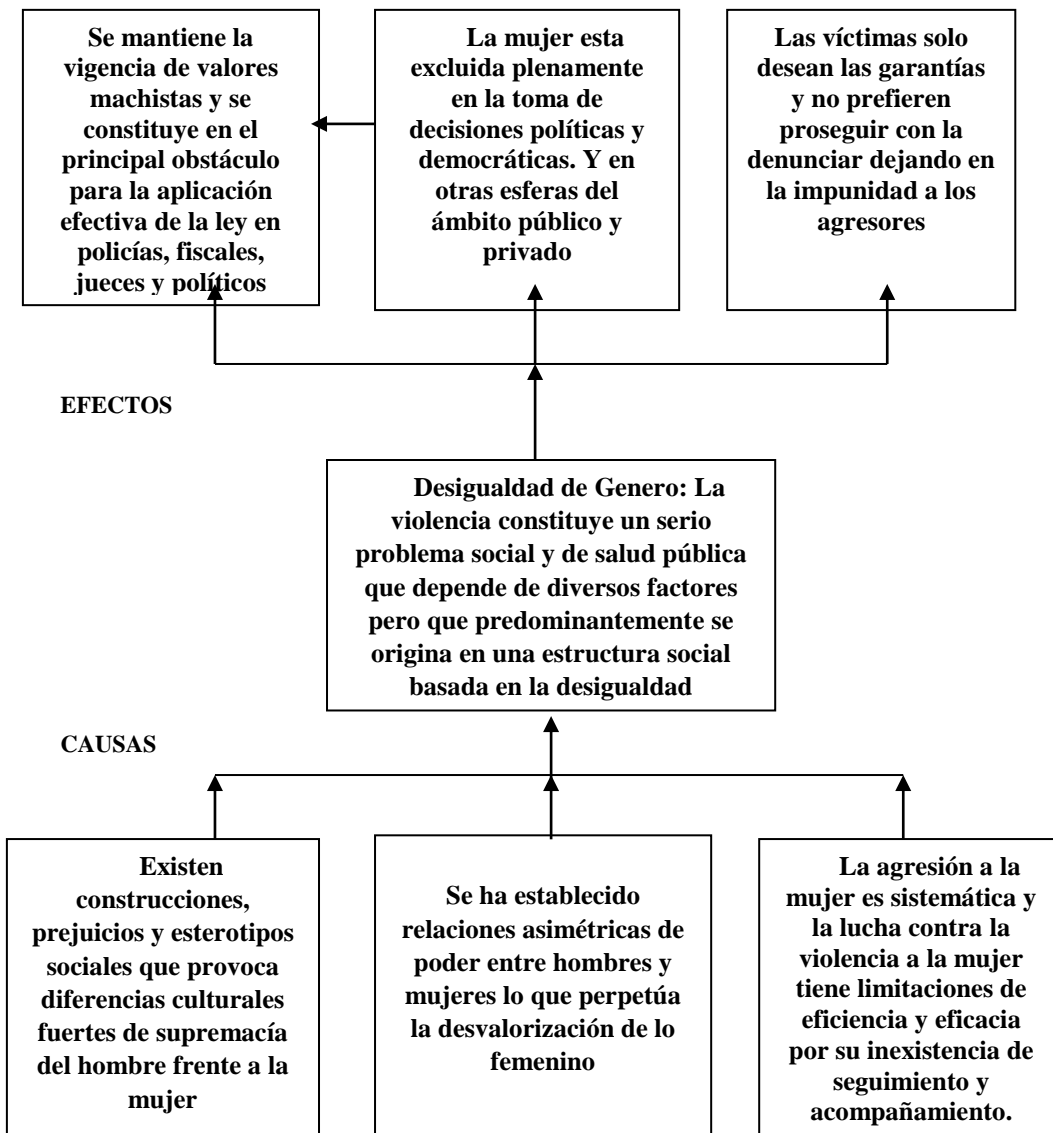 Se mantiene la
vigencia de valores
machistas y se
constituye en el
principal obstáculo
para la aplicación
efectiva de la ley en
policías, fiscales,
jueces y políticos
La mujer esta
excluida plenamente
en la toma de
decisiones políticas y
democráticas. Y en
otras esferas del
ámbito público y
privado
Las víctimas solo
desean las garantías
y no prefieren
proseguir con la
denunciar dejando en
la impunidad a los
agresores
EFECTOS
Desigualdad de Genero: La
violencia constituye un serio
problema social y de salud pública
que depende de diversos factores
pero que predominantemente se
origina en una estructura social
basada en la desigualdad
CAUSAS
Existen
construcciones,
prejuicios y esterotipos
sociales que provoca
diferencias culturales
fuertes de supremacía
del hombre frente a la
mujer
Se ha establecido
relaciones asimétricas de
poder entre hombres y
mujeres lo que perpetúa
la desvalorización de lo
femenino
La agresión a la
mujer es sistemática y
la lucha contra la
violencia a la mujer
tiene limitaciones de
eficiencia y eficacia
por su inexistencia de
seguimiento y
acompañamiento.